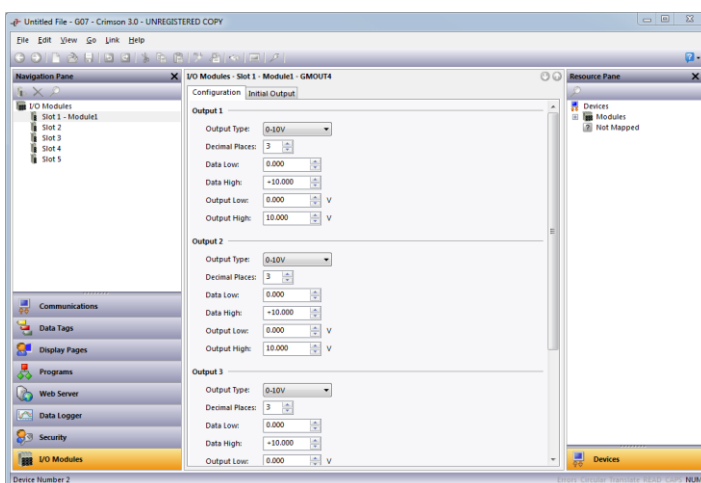 Untitled File - G07 - Crimson 3.0 - UNREGISTERED COPY
File Edit View Go Link Help
Navigation Pane
I/O Modules
Slot 1 - Module1
Slot 2
Slot 3
Slot 4
Slot 5
Communications
Data Tags
Display Pages
Programs
Web Server
Data Logger
Security
I/O Modules
I/O Modules - Slot 1 - Module1 - GMOUT4
Configuration Initial Output
Output 1
Output Type: 0-10V
Decimal Places: 3
Data Low: 0.000
Data High: +10.000
Output Low: 0.000 V
Output High: 10.000 V
Output 2
Output Type: 0-10V
Decimal Places: 3
Data Low: 0.000
Data High: +10.000
Output Low: 0.000 V
Output High: 10.000 V
Output 3
Output Type: 0-10V
Decimal Places: 3
Data Low: 0.000
Data High: +10.000
Output Low: 0.000 V
Resource Pane
Devices
Modules
Not Mapped
Devices
Device Number 2
Errors Circular Translate READ CAPS NUM